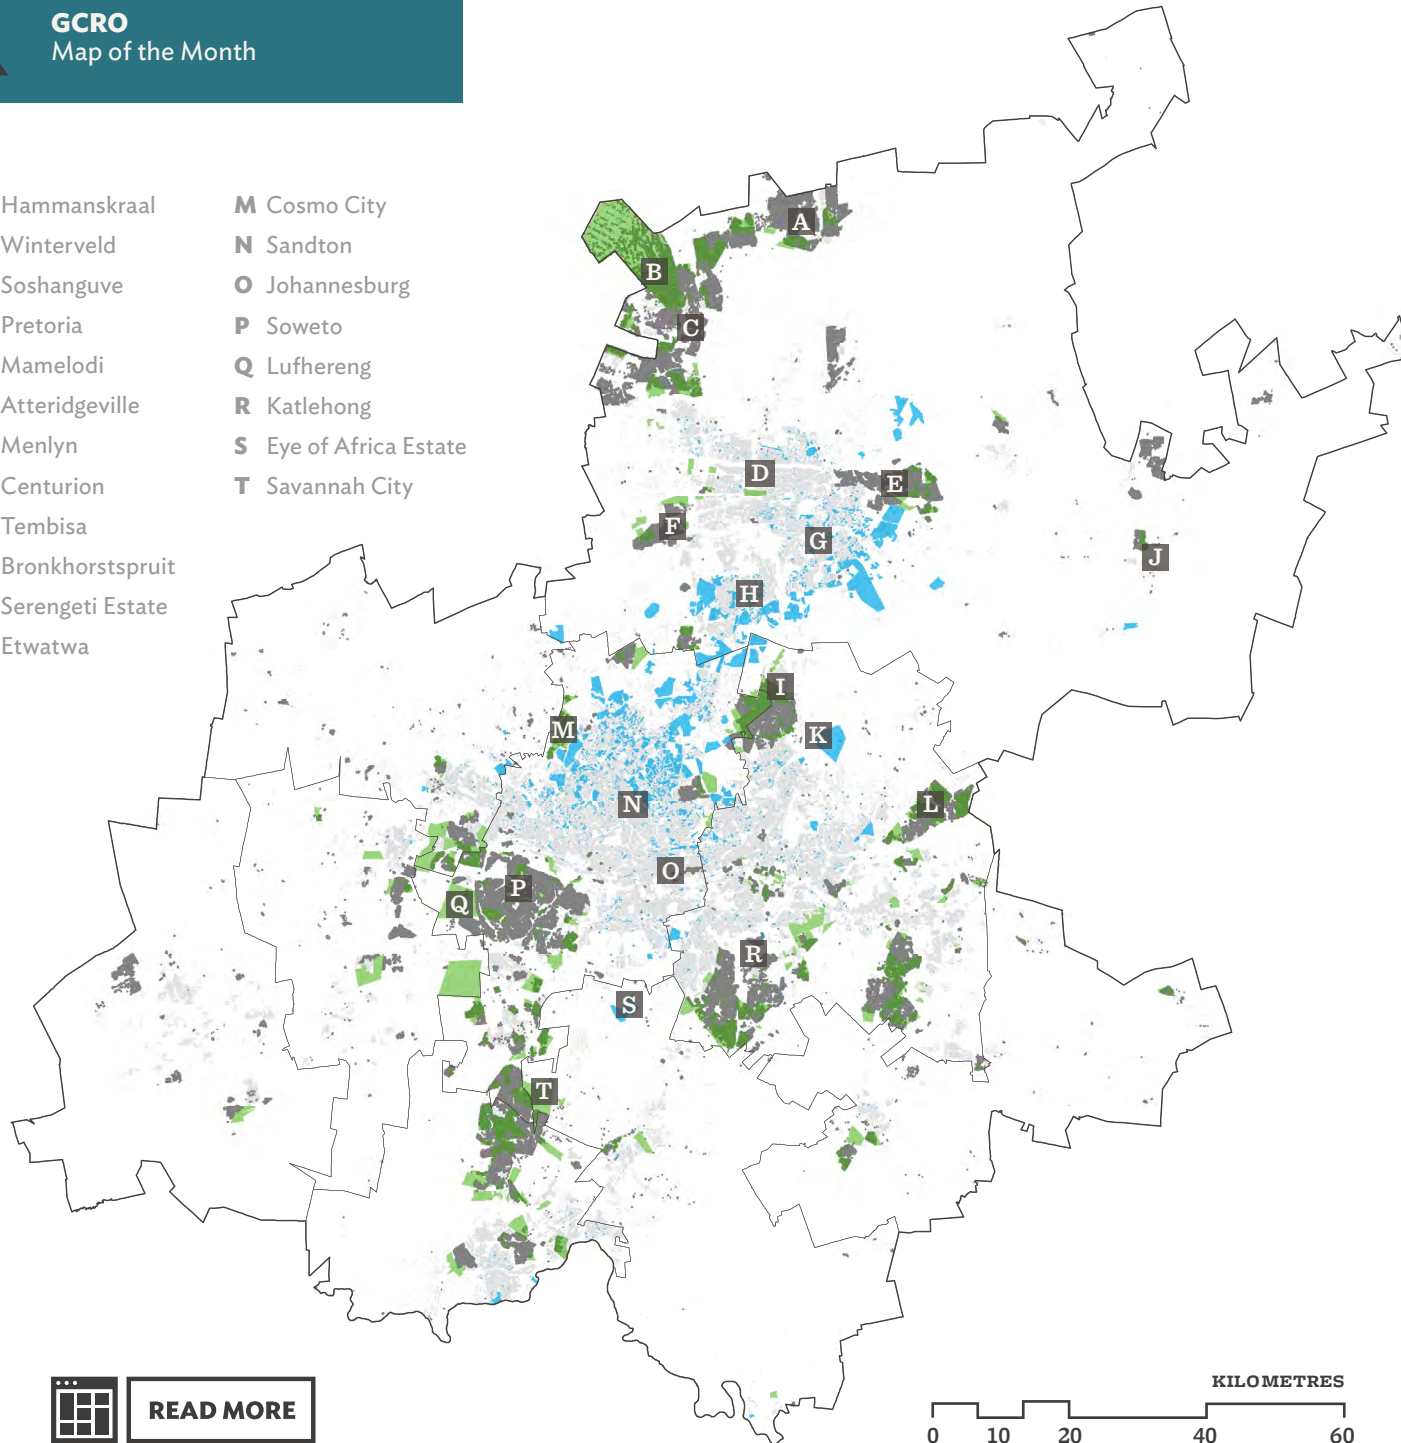 GCRO
Map of the Month
Hammanskraal
Winterveld
Soshanguve
Pretoria
Mamelodi
Atteridgeville
Menlyn
Centurion
Tembisa
Bronkhorstspruit
Serengeti Estate
Etwatwa
M Cosmo City
N Sandton
O Johannesburg
P Soweto
Q Lufhereng
R Katlehong
S Eye of Africa Estate
T Savannah City
A
B
C
D
E
F
G
J
H
I
M
K
N
L
O
P
Q
R
S
T
READ MORE
KILOMETRES
0 10 20 40 60